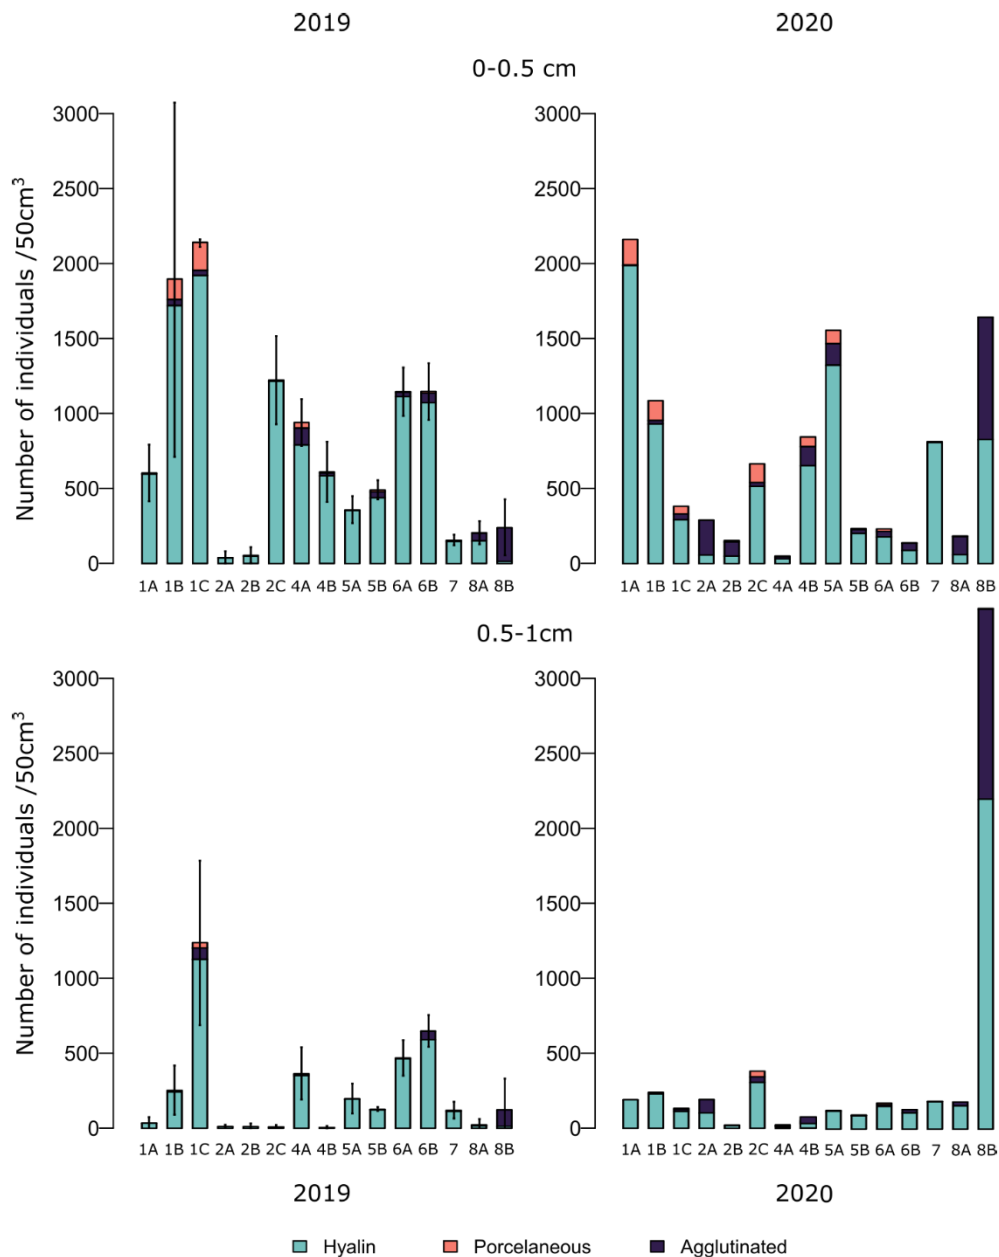 2019 2020
0-0.5 cm
Number of individuals /50cm³
3000 3000
2500 2500
2000 2000
1500 1500
1000 1000
500 500
0 0
1A 1B 1C 2A 2B 2C 4A 4B 5A 5B 6A 6B 7 8A 8B 1A 1B 1C 2A 2B 2C 4A 4B 5A 5B 6A 6B 7 8A 8B
0.5-1cm
Number of individuals /50cm³
3000 3000
2500 2500
2000 2000
1500 1500
1000 1000
500 500
0 0
1A 1B 1C 2A 2B 2C 4A 4B 5A 5B 6A 6B 7 8A 8B 1A 1B 1C 2A 2B 2C 4A 4B 5A 5B 6A 6B 7 8A 8B
2019 2020
Hyalin Porcelaneous Agglutinated